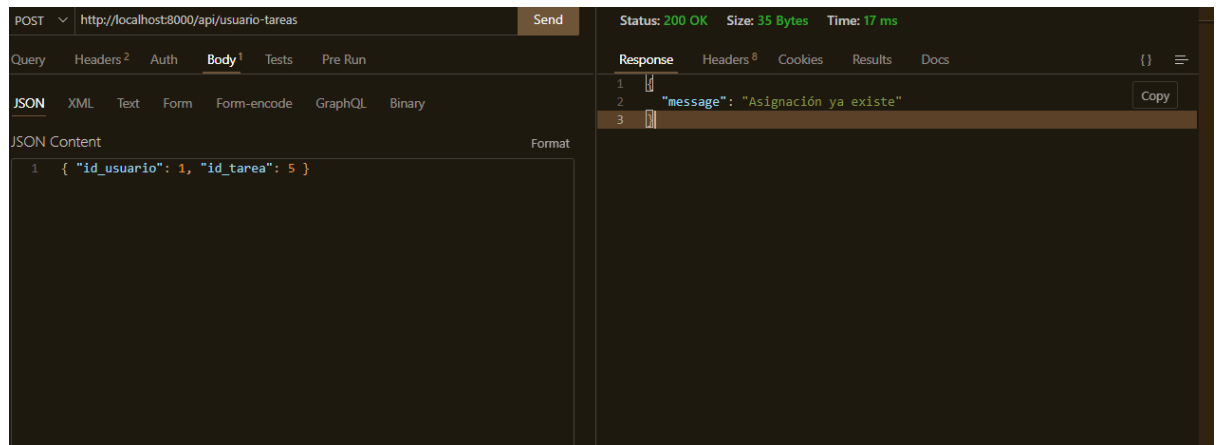 POST http://localhost:8000/api/usuario-tareas Send
Query Headers 2 Auth Body 1 Tests Pre Run
JSON XML Text Form Form-encode GraphQL Binary
JSON Content Format
1 { "id_usuario": 1, "id_tarea": 5 }
Status: 200 OK Size: 35 Bytes Time: 17 ms
Response Headers 8 Cookies Results Docs {}
1 {
2 "message": "Asignación ya existe"
3 }
Copy